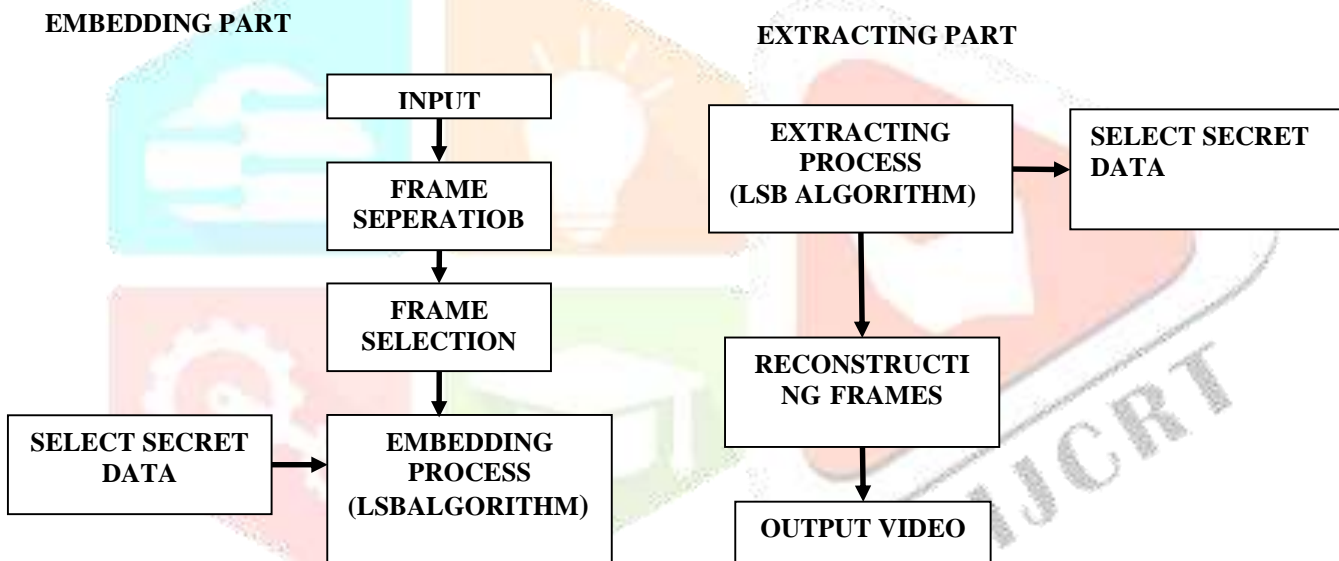 EMBEDDING PART
INPUT
FRAME
SEPERATIOB
FRAME
SELECTION
SELECT SECRET
DATA
EMBEDDING
PROCESS
(LSBALGORITHM)
EXTRACTING PART
EXTRACTING
PROCESS
(LSB ALGORITHM)
SELECT SECRET
DATA
RECONSTRUCTI
NG FRAMES
OUTPUT VIDEO
IJCRT